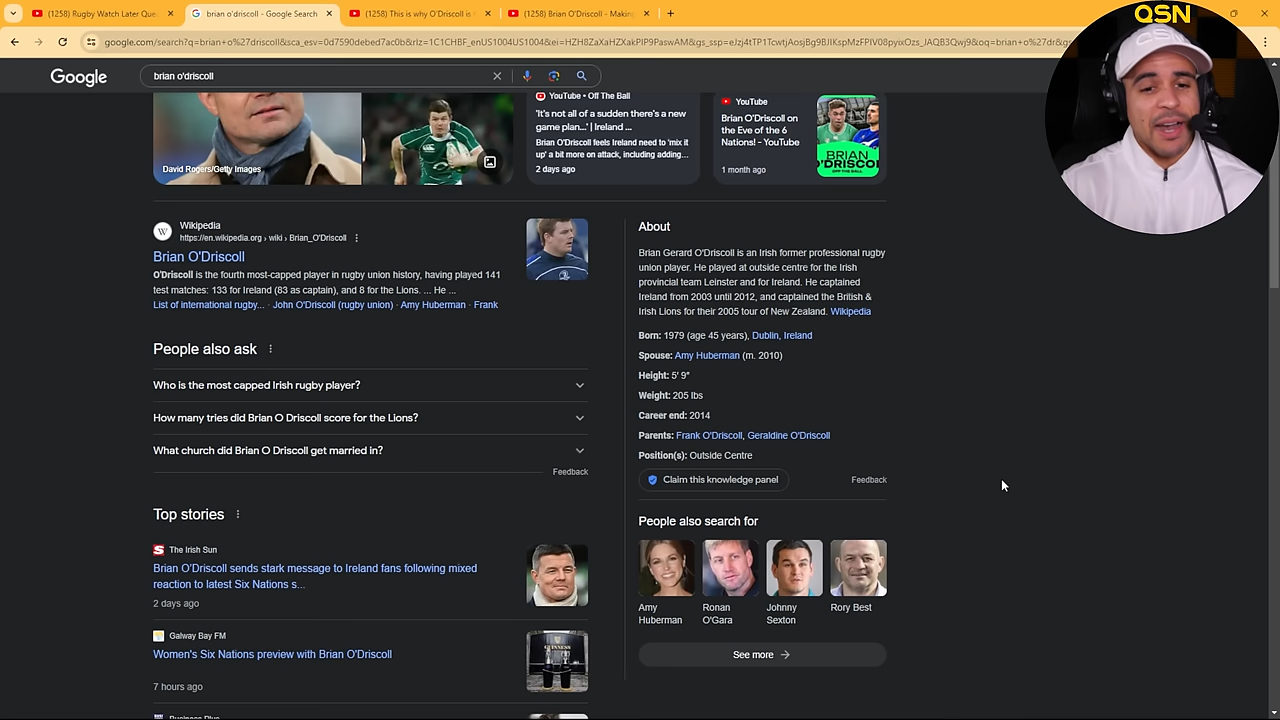 (1258) Rugby Watch Later Que
brian o'driscoll - Google Search
(1258) This is why O'Driscoll is
(1258) Brian O'Driscoll - Makin
QSN
Google
brian o'driscoll
David Rogers/Getty Images
YouTube • Off The Ball
'It's not all of a sudden there's a new
game plan...' | Ireland ...
Brian O'Driscoll feels Ireland need to 'mix it
up' a bit more on attack, including adding...
2 days ago
YouTube
Brian O'Driscoll on
the Eve of the 6
Nations! - YouTube
1 month ago
BRIAN
O'DRISCO
OFF THE BALL
W
Wikipedia
https://en.wikipedia.org › wiki › Brian_O'Driscoll
Brian O'Driscoll
O'Driscoll is the fourth most-capped player in rugby union history, having played 141
test matches: 133 for Ireland (83 as captain), and 8 for the Lions. ... He ...
List of international rugby... · John O'Driscoll (rugby union) · Amy Huberman · Frank
People also ask
Who is the most capped Irish rugby player?
How many tries did Brian O Driscoll score for the Lions?
What church did Brian O Driscoll get married in?
Feedback
Top stories
The Irish Sun
Brian O'Driscoll sends stark message to Ireland fans following mixed
reaction to latest Six Nations s...
2 days ago
Galway Bay FM
Women's Six Nations preview with Brian O'Driscoll
7 hours ago
GUINNESS
Business Plus
About
Brian Gerard O'Driscoll is an Irish former professional rugby
union player. He played at outside centre for the Irish
provincial team Leinster and for Ireland. He captained
Ireland from 2003 until 2012, and captained the British &
Irish Lions for their 2005 tour of New Zealand. Wikipedia
Born: 1979 (age 45 years), Dublin, Ireland
Spouse: Amy Huberman (m. 2010)
Height: 5′ 9″
Weight: 205 lbs
Career end: 2014
Parents: Frank O'Driscoll, Geraldine O'Driscoll
Position(s): Outside Centre
Claim this knowledge panel
Feedback
People also search for
Amy
Huberman
Ronan
O'Gara
Johnny
Sexton
Rory Best
See more